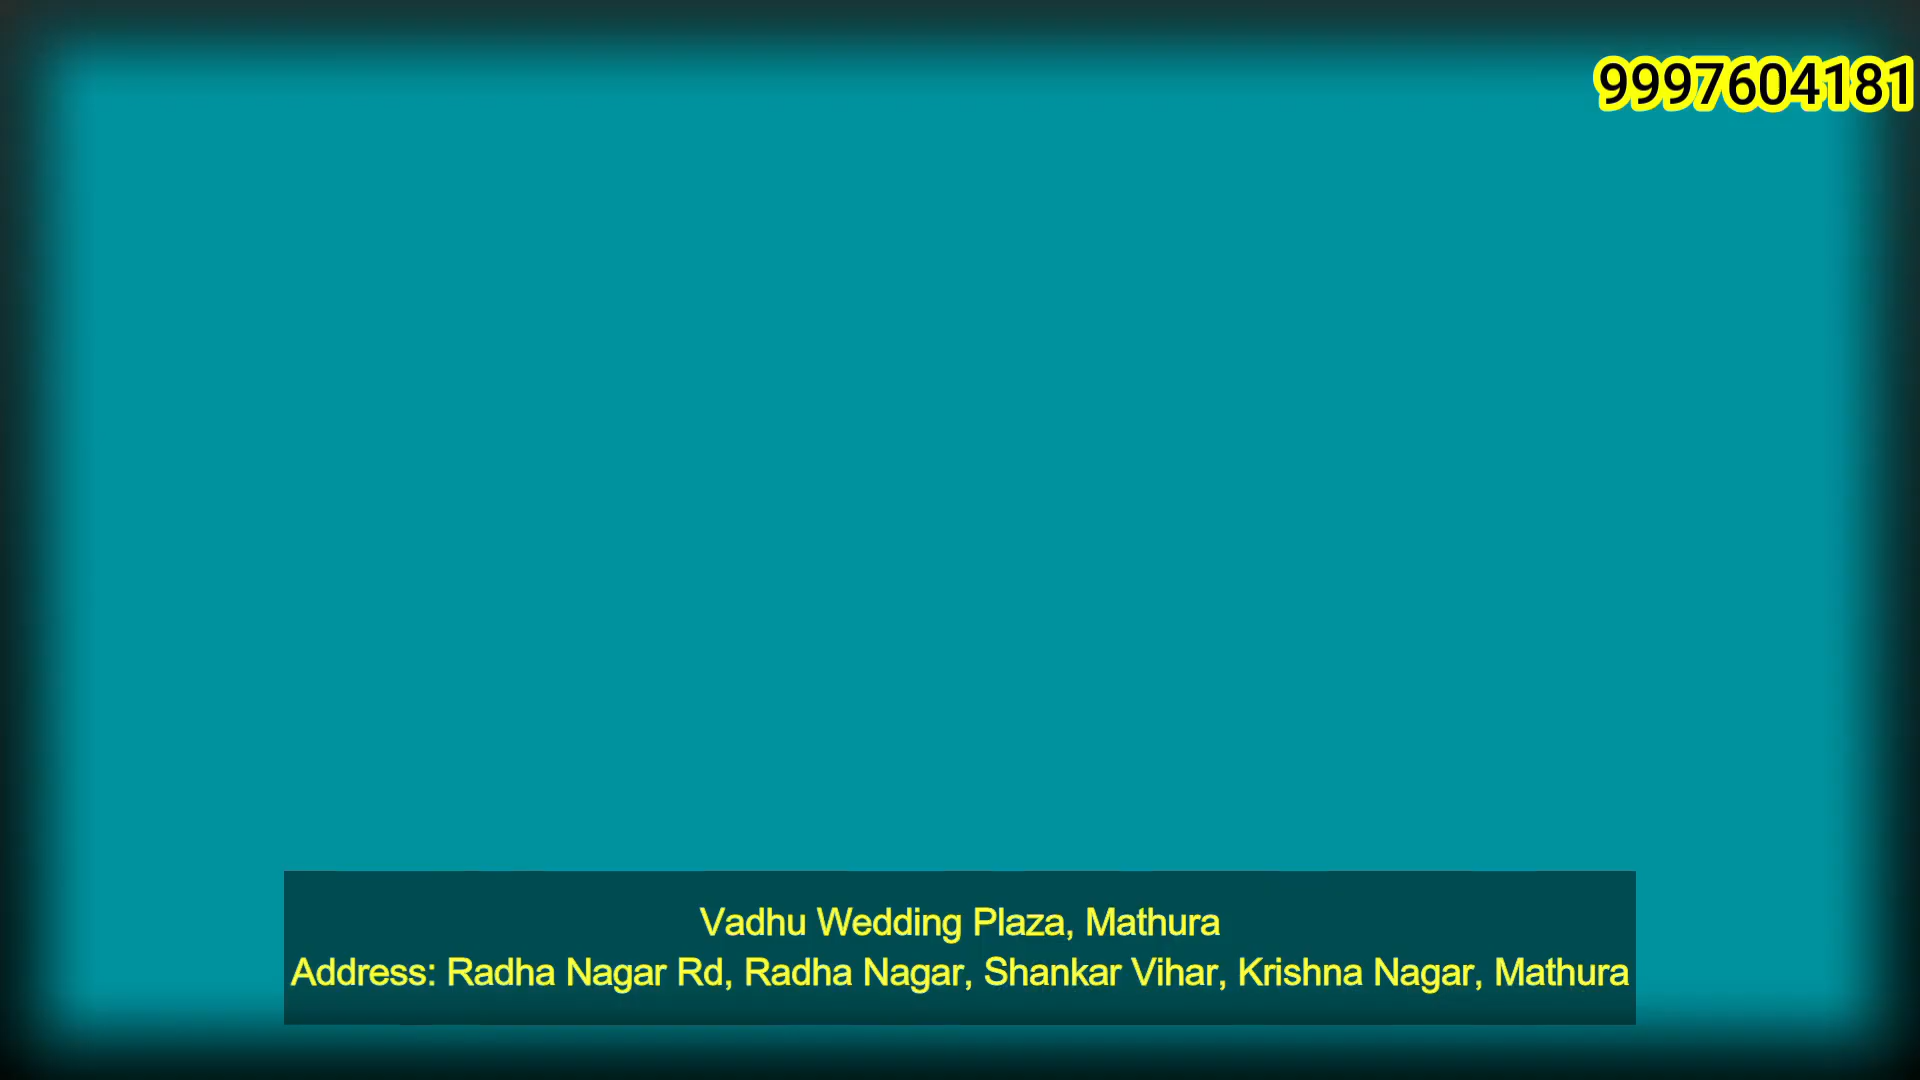 9997604181
Vadhu Wedding Plaza, Mathura
Address: Radha Nagar Rd, Radha Nagar, Shankar Vihar, Krishna Nagar, Mathura